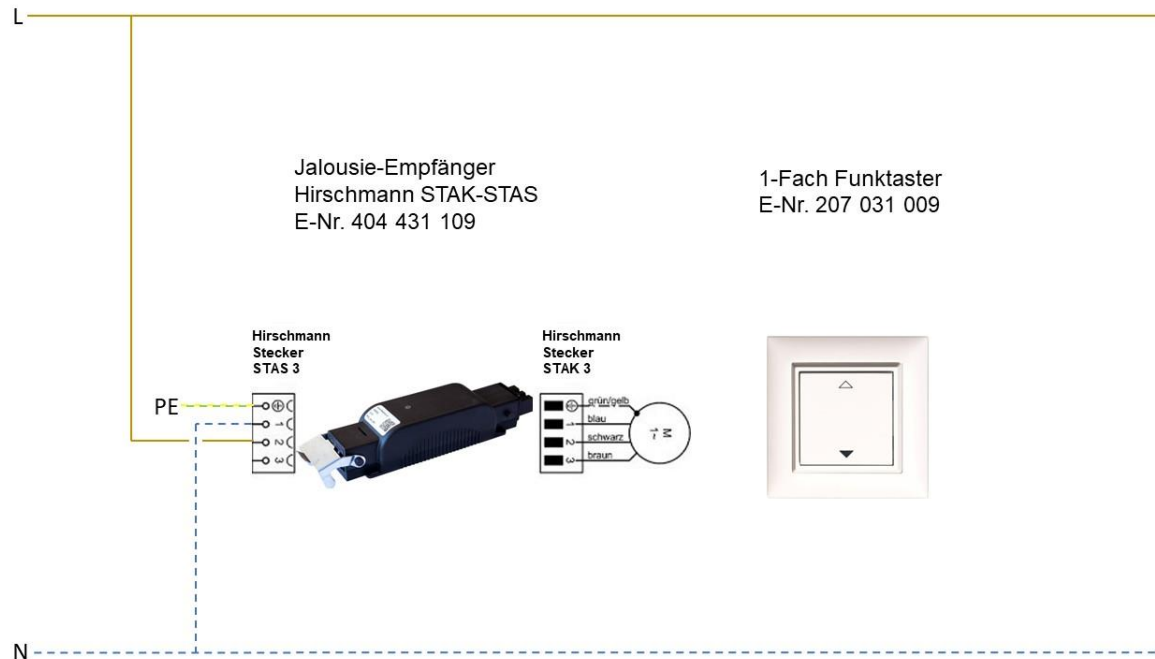 L
Jalousie-Empfänger
Hirschmann STAK-STAS
E-Nr. 404 431 109
1-Fach Funktaster
E-Nr. 207 031 009
Hirschmann
Stecker
STAS 3
Hirschmann
Stecker
STAK 3
PE
1
2
3
grün/gelb
1 blau
2 schwarz
3 braun
M
1~
N